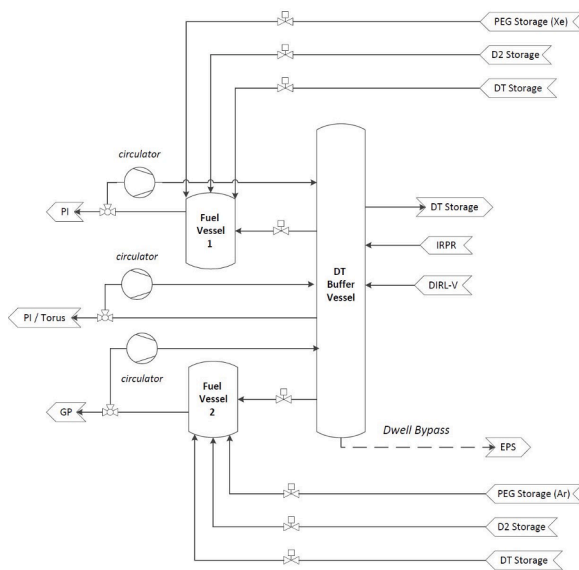 PEG Storage (Xe)
D2 Storage
DT Storage
circulator
Fuel
Vessel
1
PI
DT Storage
IRPR
DT
Buffer
Vessel
DIRL-V
circulator
PI / Torus
circulator
Fuel
Vessel
2
GP
Dwell Bypass
EPS
PEG Storage (Ar)
D2 Storage
DT Storage